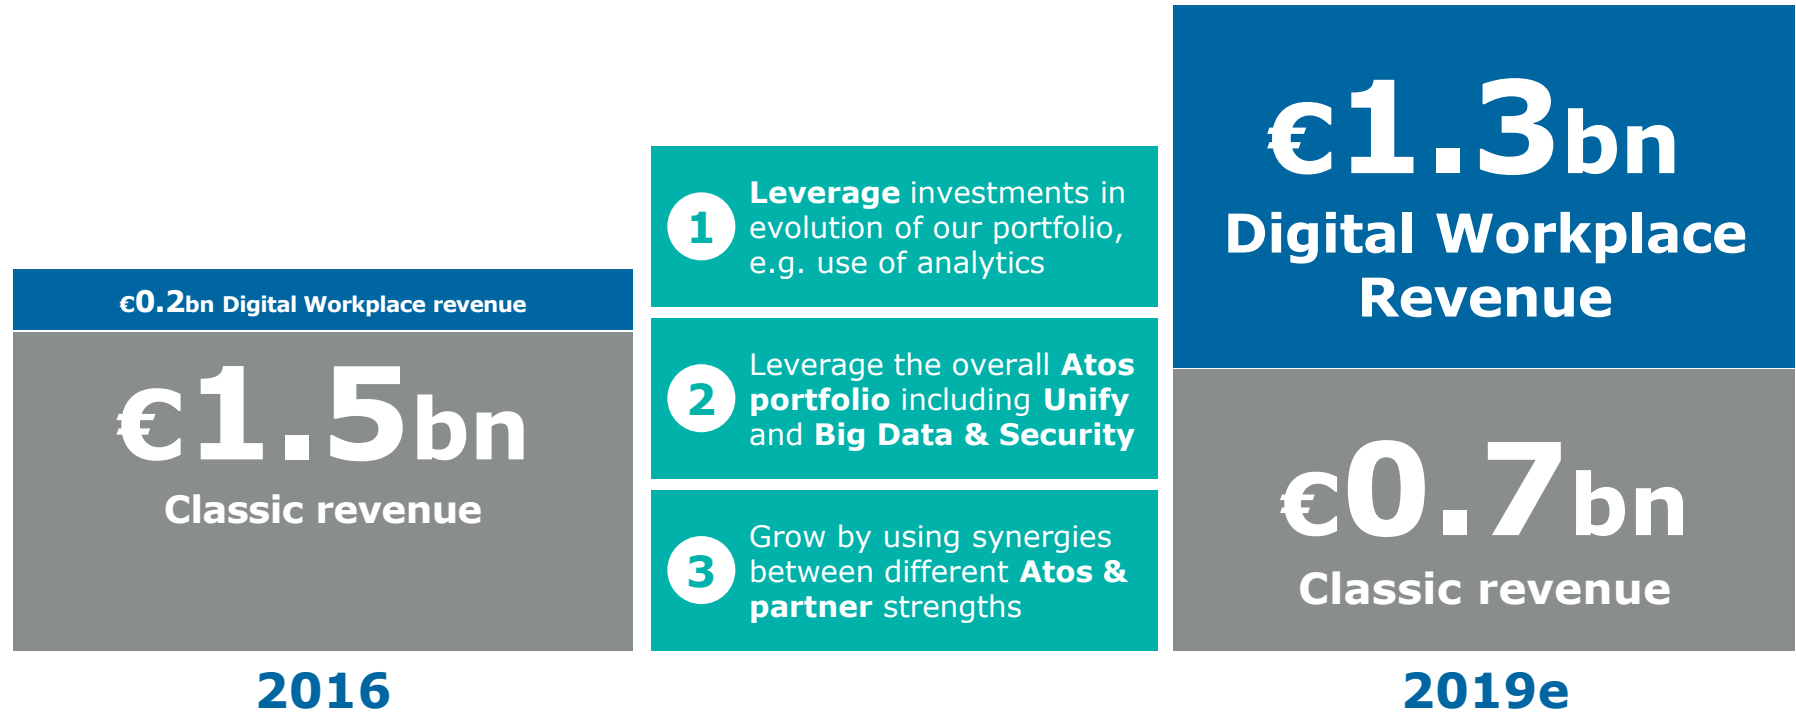 €0.2bn Digital Workplace revenue
€1.5bn
Classic revenue
2016
1
Leverage investments in
evolution of our portfolio,
e.g. use of analytics
2
Leverage the overall Atos
portfolio including Unify
and Big Data & Security
3
Grow by using synergies
between different Atos &
partner strengths
€1.3bn
Digital Workplace
Revenue
€0.7bn
Classic revenue
2019e